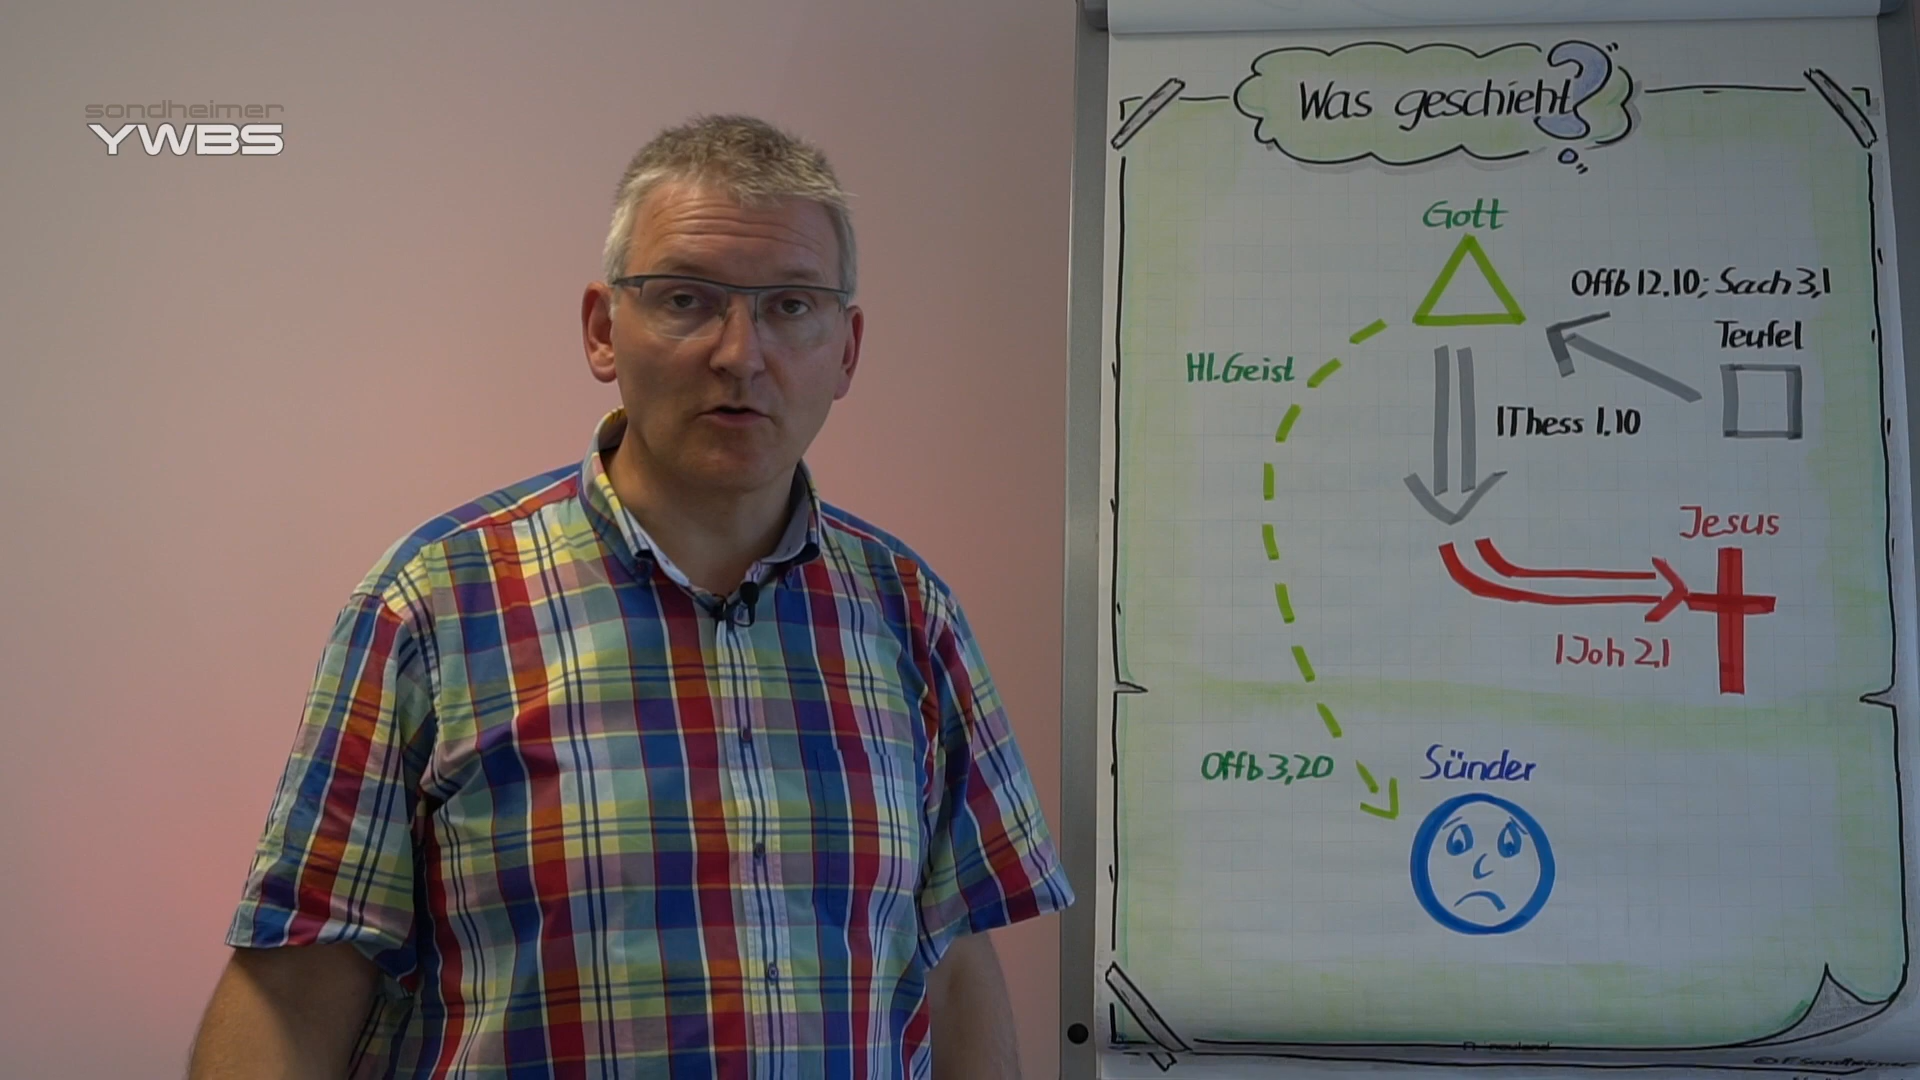 sondheimer
YWBS
Was geschieht?
Gott
Offb 12.10; Sach 3,1
Teufel
Hl. Geist
1Thess 1.10
Jesus
1Joh 2,1
Offb 3,20
Sünder